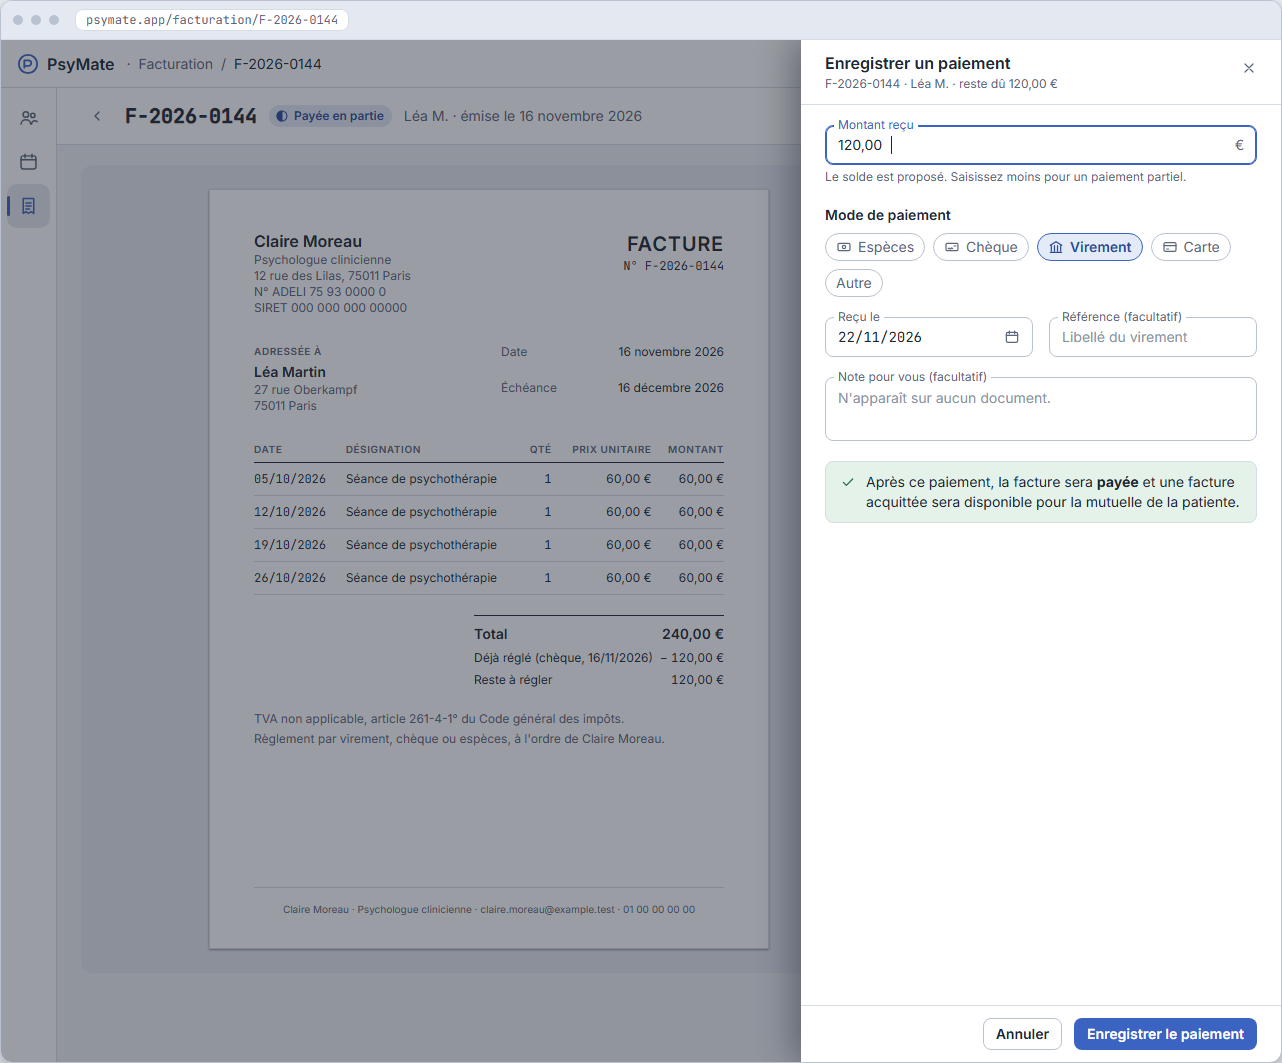 psymate.app/facturation/F-2026-0144
PsyMate · Facturation / F-2026-0144
F-2026-0144 Payée en partie Léa M. · émise le 16 novembre 2026
Claire Moreau
Psychologue clinicienne
12 rue des Lilas, 75011 Paris
N° ADELI 75 93 0000 0
SIRET 000 000 000 00000
FACTURE
N° F-2026-0144
ADRESSÉE À
Léa Martin
27 rue Oberkampf
75011 Paris
Date 16 novembre 2026
Échéance 16 décembre 2026
DATE DÉSIGNATION QTÉ PRIX UNITAIRE MONTANT
05/10/2026 Séance de psychothérapie 1 60,00 € 60,00 €
12/10/2026 Séance de psychothérapie 1 60,00 € 60,00 €
19/10/2026 Séance de psychothérapie 1 60,00 € 60,00 €
26/10/2026 Séance de psychothérapie 1 60,00 € 60,00 €
Total 240,00 €
Déjà réglé (chèque, 16/11/2026) − 120,00 €
Reste à régler 120,00 €
TVA non applicable, article 261-4-1° du Code général des impôts.
Règlement par virement, chèque ou espèces, à l'ordre de Claire Moreau.
Claire Moreau · Psychologue clinicienne · claire.moreau@example.test · 01 00 00 00 00
Enregistrer un paiement
F-2026-0144 · Léa M. · reste dû 120,00 €
Montant reçu
120,00 €
Le solde est proposé. Saisissez moins pour un paiement partiel.
Mode de paiement
Espèces Chèque Virement Carte
Autre
Reçu le
22/11/2026
Référence (facultatif)
Libellé du virement
Note pour vous (facultatif)
N'apparaît sur aucun document.
Après ce paiement, la facture sera payée et une facture
acquittée sera disponible pour la mutuelle de la patiente.
Annuler Enregistrer le paiement